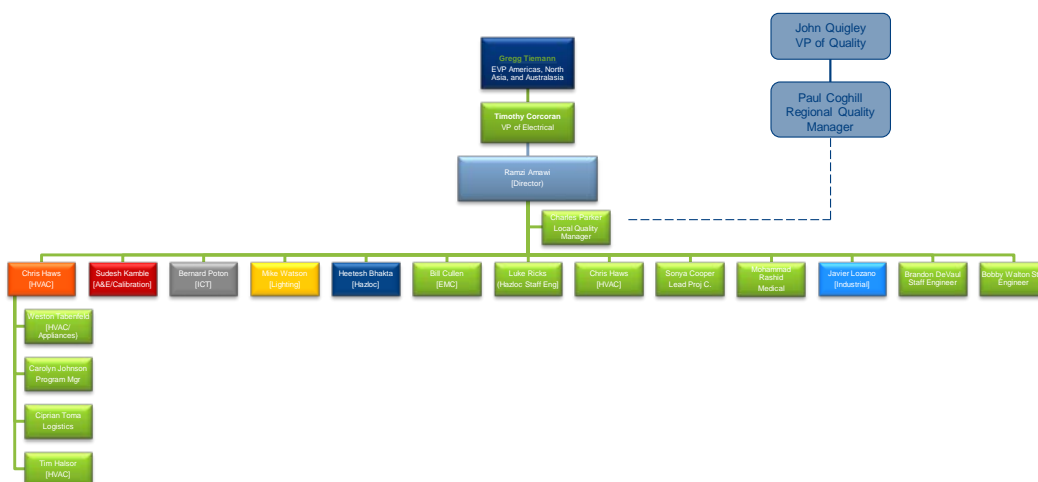 John Quigley
VP of Quality
Gregg Tiemann
EVP Americas, North
Asia, and Australasia
Paul Coghill
Regional Quality
Manager
Timothy Corcoran
VP of Electrical
Ramzi Amawi
[Director)
Charles Parker
Local Quality
Manager
Chris Haws
[HVAC]
Sudesh Kamble
[A&E/Calibration]
Bernard Poton
[ICT]
Mike Watson
[Lighting]
Heetesh Bhakta
[Hazloc]
Bill Cullen
[EMC]
Luke Ricks
(Hazloc Staff Eng]
Chris Haws
[HVAC]
Sonya Cooper
Lead Proj C.
Mohammad
Rashid
Medical
Javier Lozano
[Industrial]
Brandon DeVaul
Staff Engineer
Bobby Walton
Engineer
Weston Tabenfeld
[HVAC/
Appliances]
Carolyn Johnson
Program Mgr
Ciprian Toma
Logistics
Tim Halsor
[HVAC]